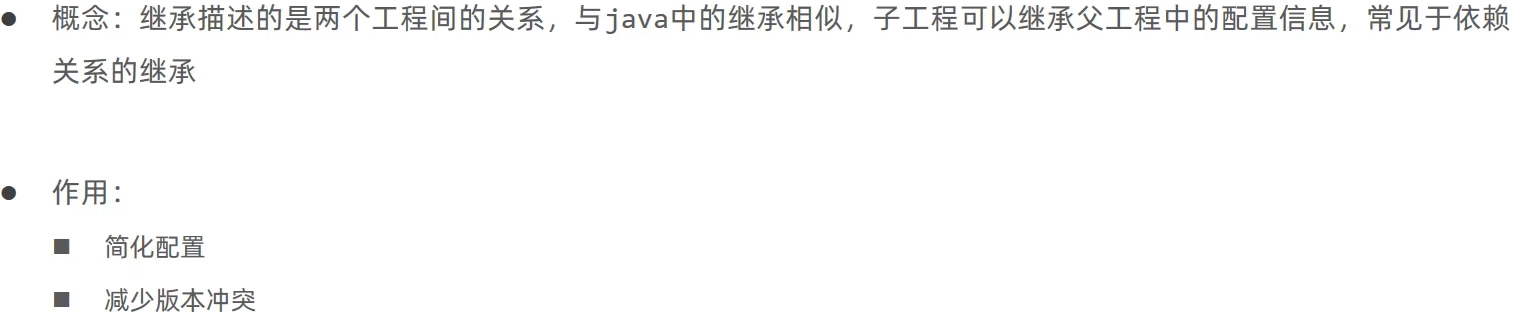 ● 概念：继承描述的是两个工程间的关系，与java中的继承相似，子工程可以继承父工程中的配置信息，常见于依赖
关系的继承
● 作用：
■ 简化配置
■ 减少版本冲突